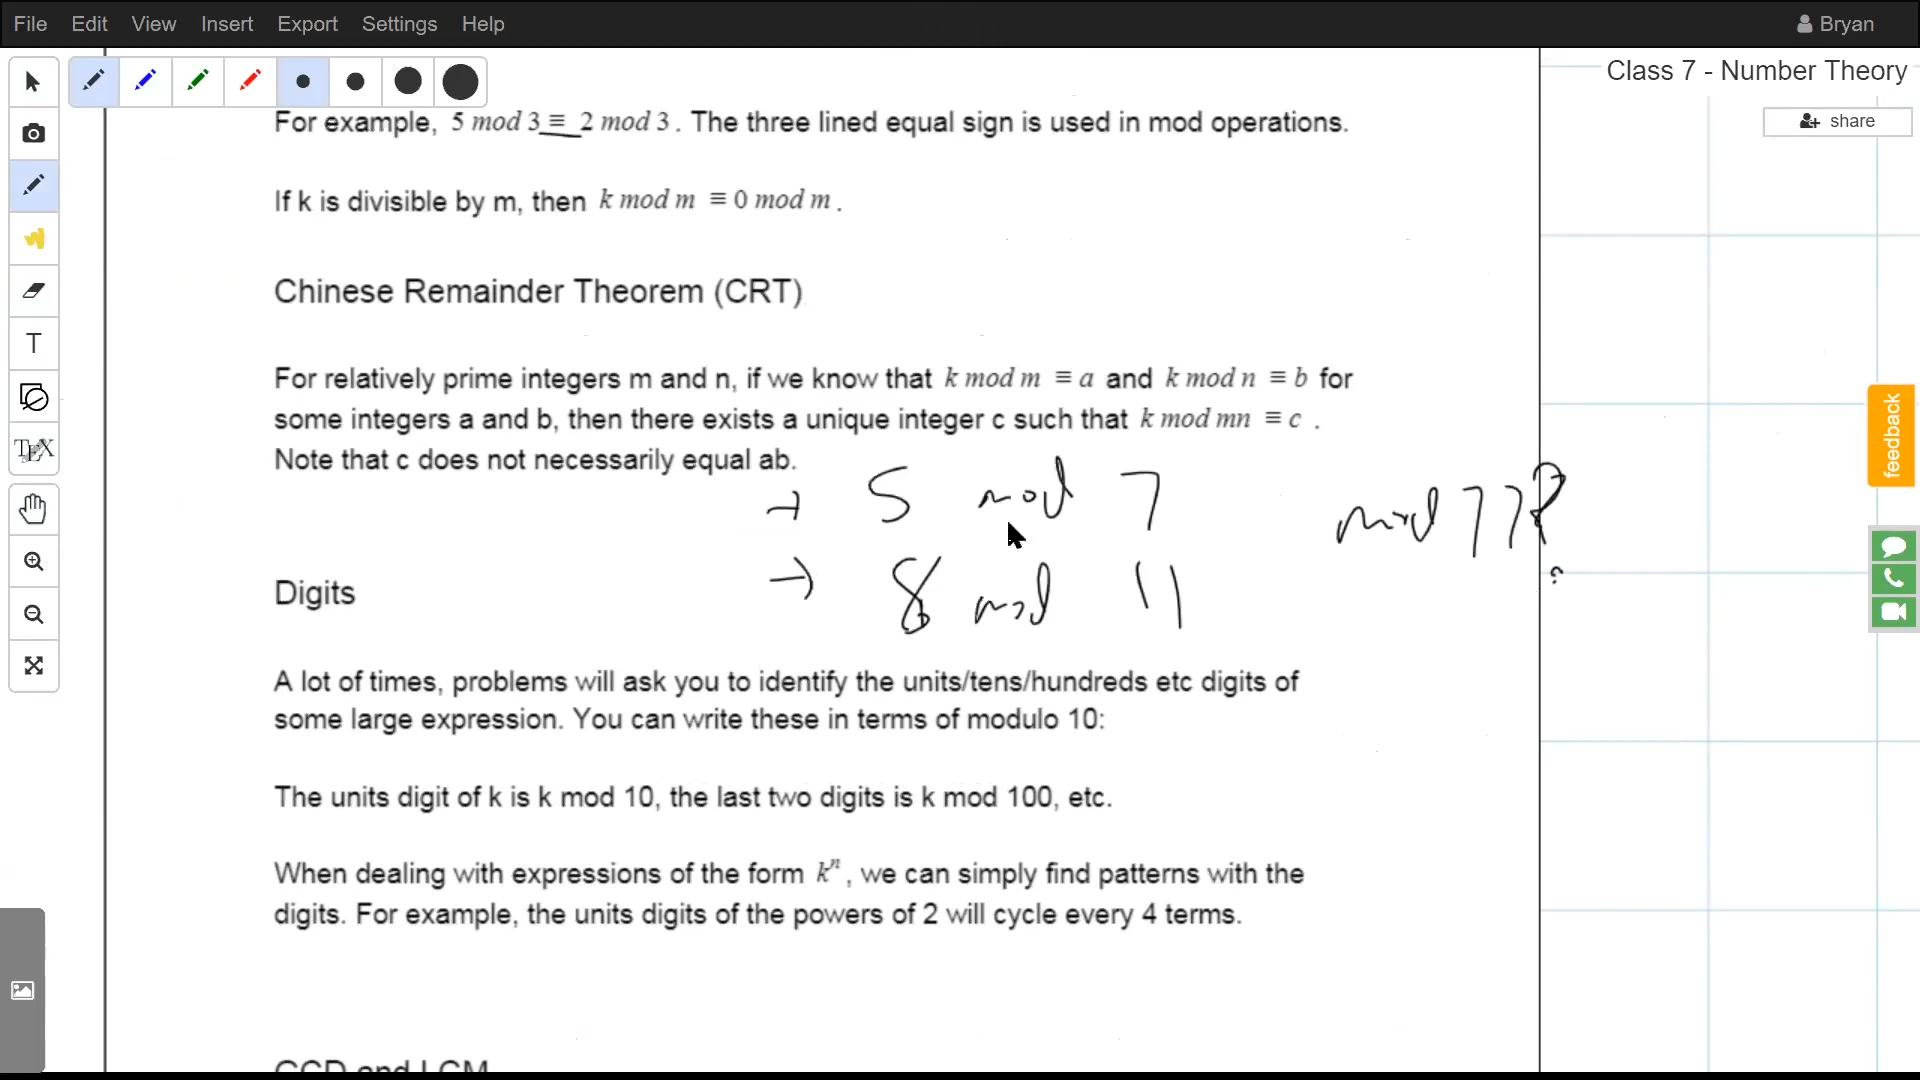 File Edit View Insert Export Settings Help Bryan
Class 7 - Number Theory
share
For example, 5 mod 3 ≡ 2 mod 3. The three lined equal sign is used in mod operations.
If k is divisible by m, then k mod m ≡ 0 mod m.
Chinese Remainder Theorem (CRT)
For relatively prime integers m and n, if we know that k mod m ≡ a and k mod n ≡ b for
some integers a and b, then there exists a unique integer c such that k mod mn ≡ c.
Note that c does not necessarily equal ab.
→ 5 mod 7
mod 77?
→ 8 mod 11
?
Digits
A lot of times, problems will ask you to identify the units/tens/hundreds etc digits of
some large expression. You can write these in terms of modulo 10:
The units digit of k is k mod 10, the last two digits is k mod 100, etc.
When dealing with expressions of the form kⁿ, we can simply find patterns with the
digits. For example, the units digits of the powers of 2 will cycle every 4 terms.
GCD and LCM
T
TEX
feedback